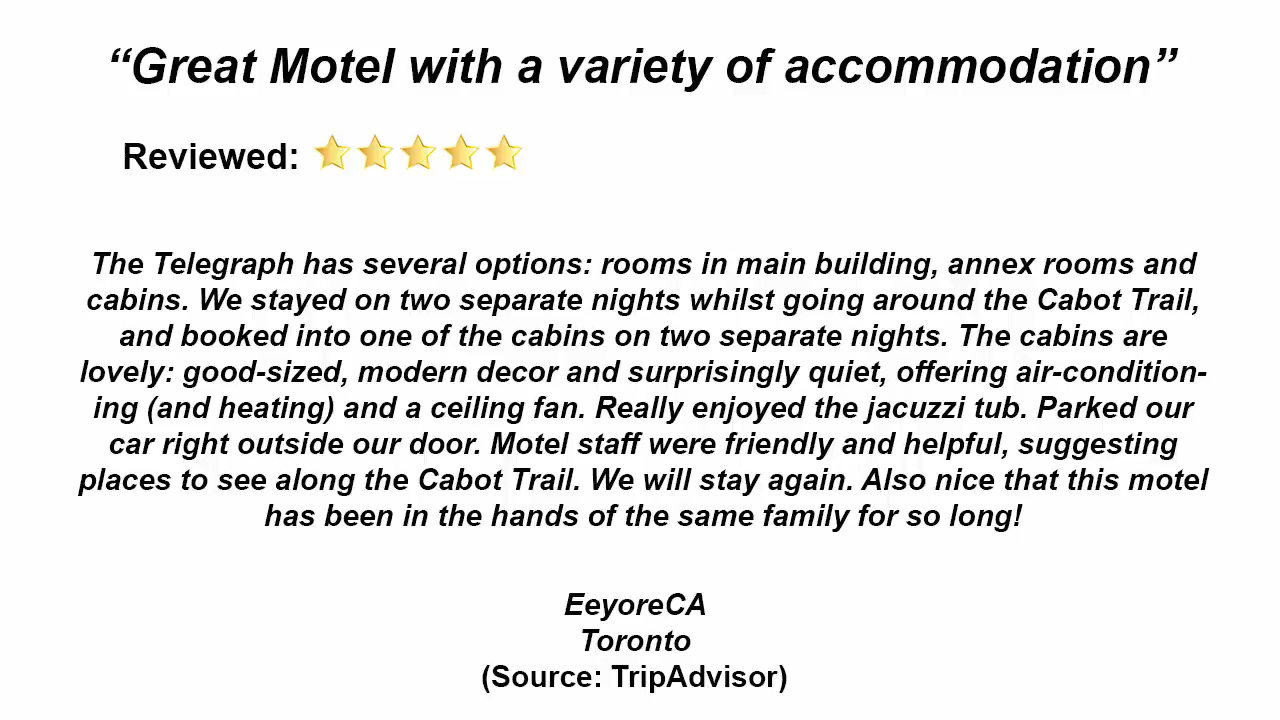 “Great Motel with a variety of accommodation”
Reviewed:
The Telegraph has several options: rooms in main building, annex rooms and
cabins. We stayed on two separate nights whilst going around the Cabot Trail,
and booked into one of the cabins on two separate nights. The cabins are
lovely: good-sized, modern decor and surprisingly quiet, offering air-condition-
ing (and heating) and a ceiling fan. Really enjoyed the jacuzzi tub. Parked our
car right outside our door. Motel staff were friendly and helpful, suggesting
places to see along the Cabot Trail. We will stay again. Also nice that this motel
has been in the hands of the same family for so long!
EeyoreCA
Toronto
(Source: TripAdvisor)